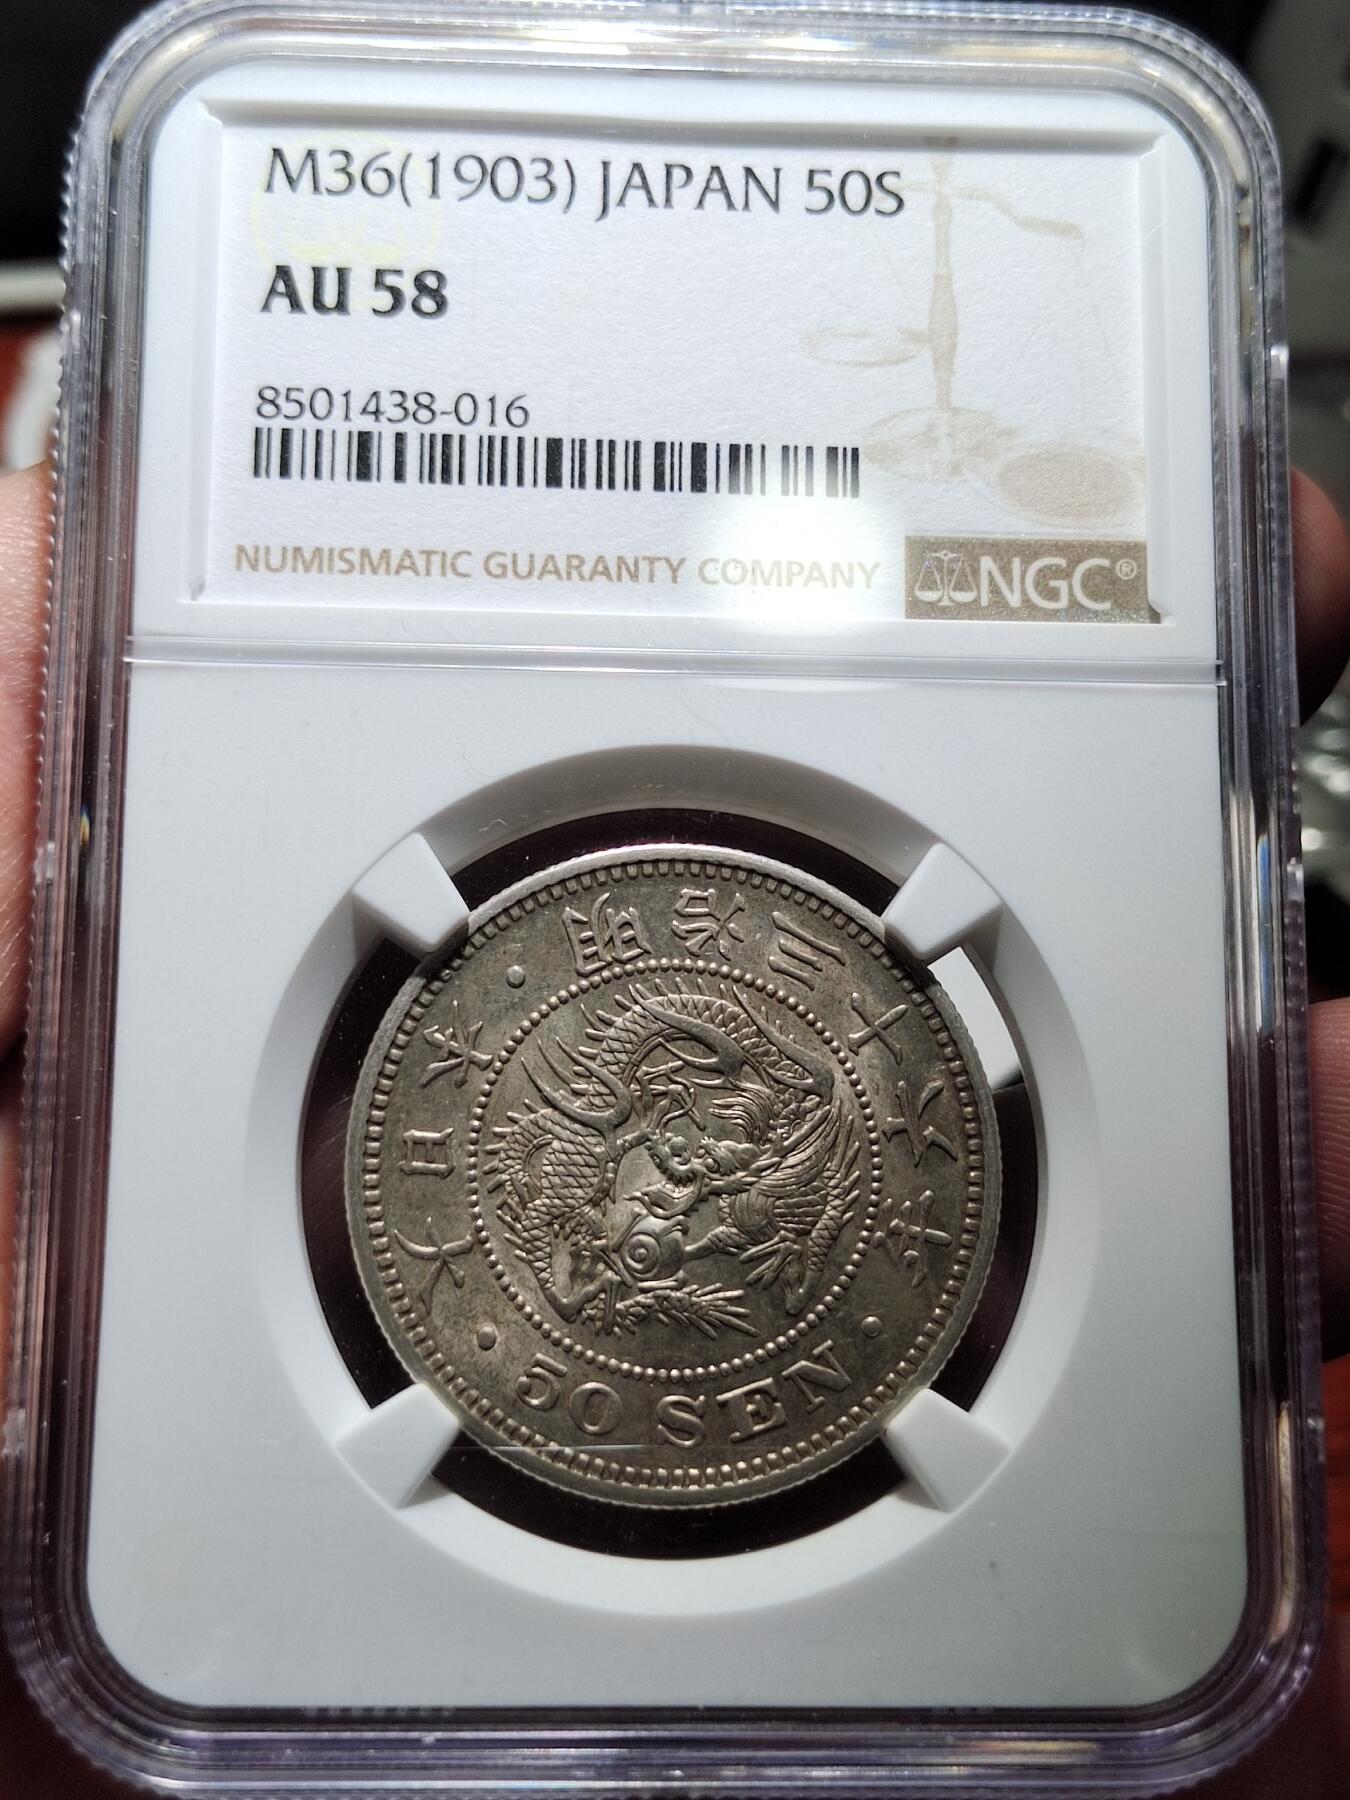 M36(1903) JAPAN 50S
AU 58
8501438-016
NUMISMATIC GUARANTY COMPANY
NGC®
大日本・明治三十六年・
50 SEN